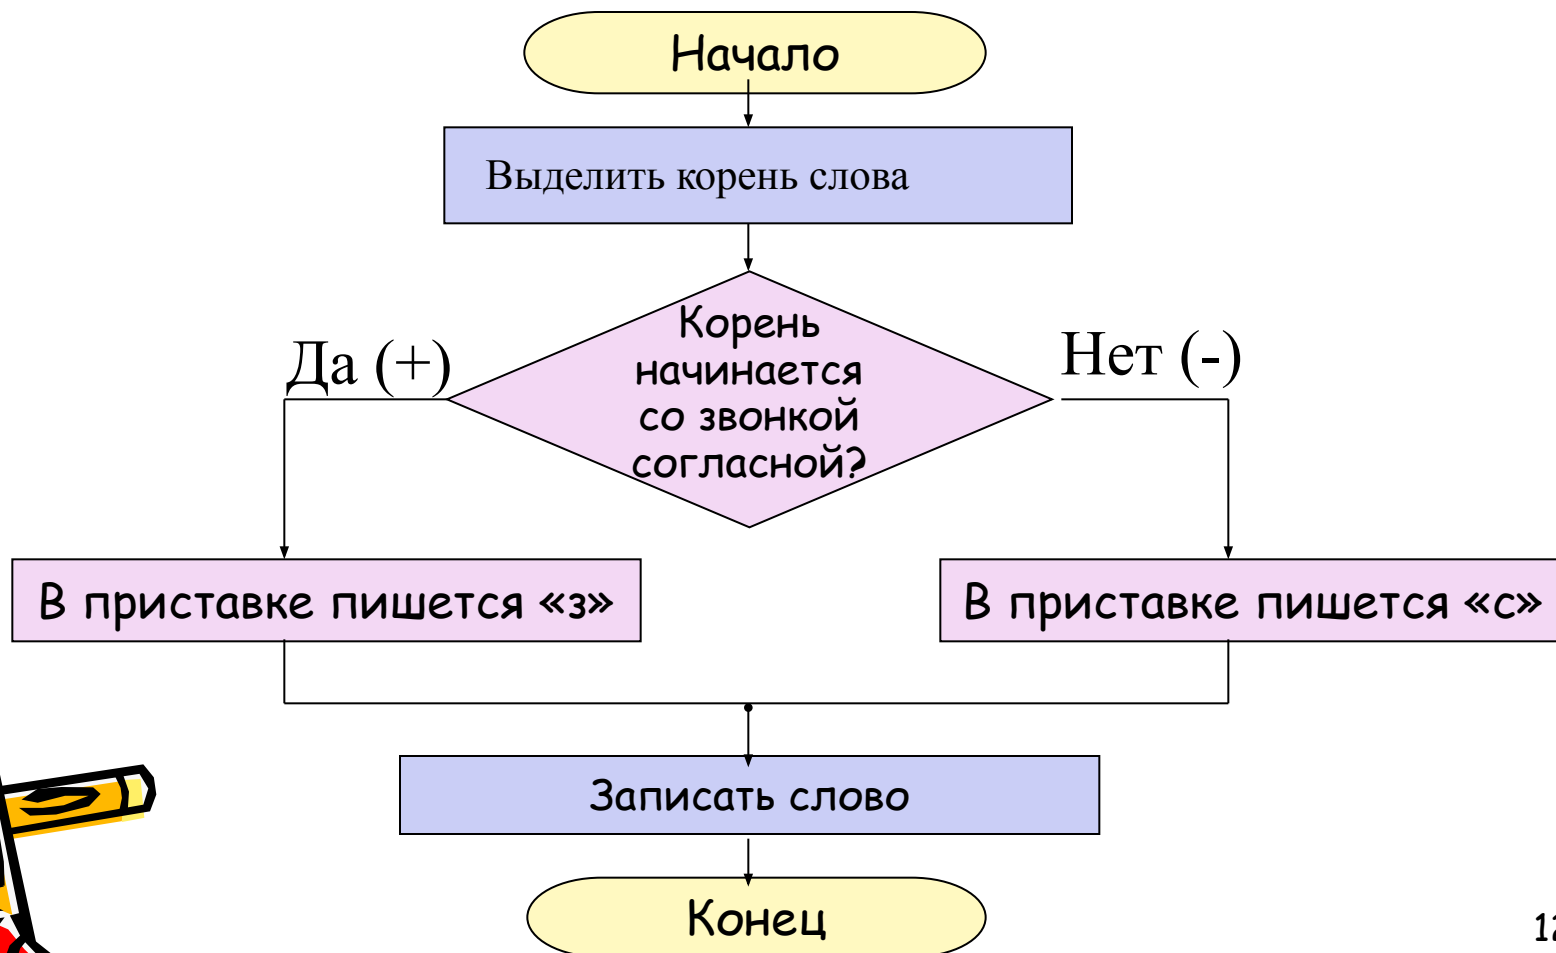 Начало
Выделить корень слова
Корень
начинается
со звонкой
согласной?
Да (+)
Нет (-)
В приставке пишется «з»
В приставке пишется «с»
Записать слово
Конец